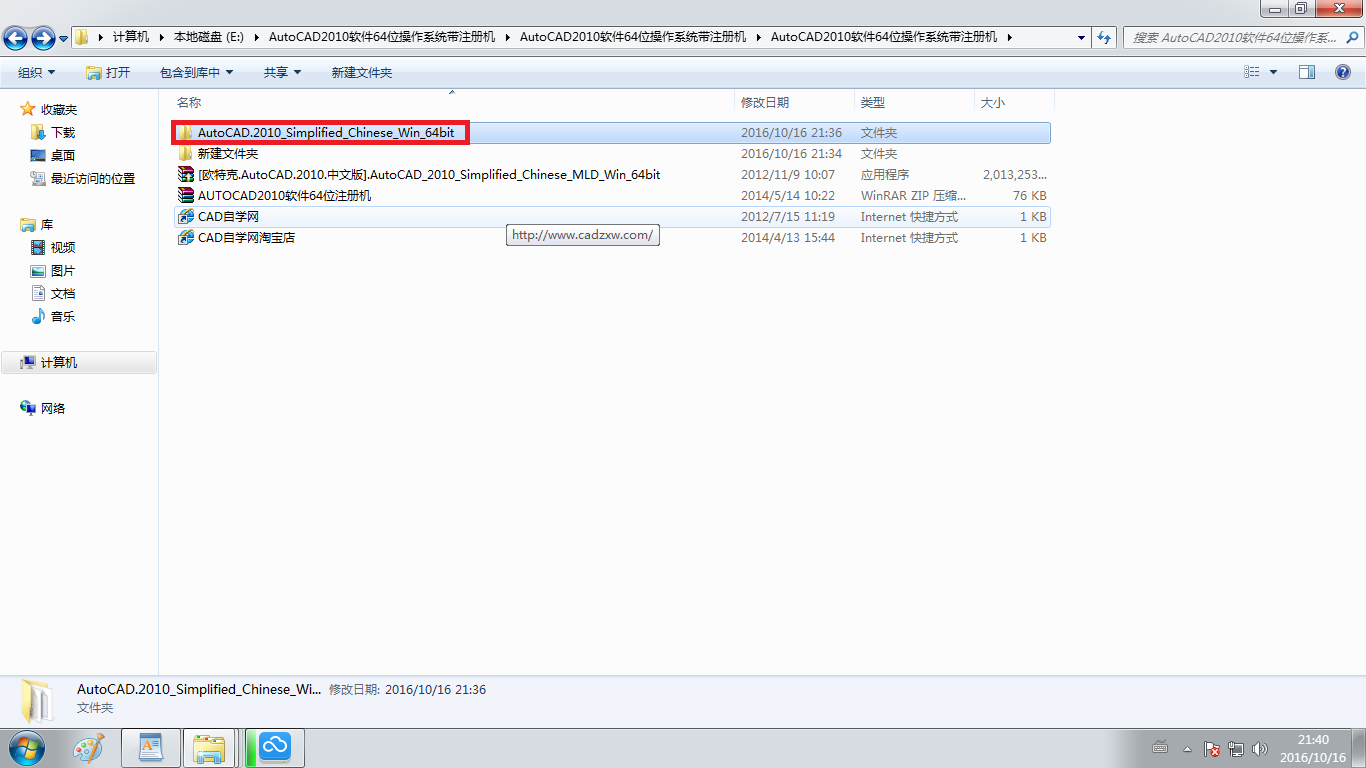 计算机 本地磁盘 (E:) AutoCAD2010软件64位操作系统带注册机 AutoCAD2010软件64位操作系统带注册机 AutoCAD2010软件64位操作系统带注册机 搜索 AutoCAD2010软件64位操作系...
组织 打开 包含到库中 共享 新建文件夹
名称 修改日期 类型 大小
收藏夹
下载
桌面
最近访问的位置
库
视频
图片
文档
音乐
计算机
网络
AutoCAD.2010_Simplified_Chinese_Win_64bit 2016/10/16 21:36 文件夹
新建文件夹 2016/10/16 21:34 文件夹
[欧特克.AutoCAD.2010.中文版].AutoCAD_2010_Simplified_Chinese_MLD_Win_64bit 2012/11/9 10:07 应用程序 2,013,253...
AUTOCAD2010软件64位注册机 2014/5/14 10:22 WinRAR ZIP 压缩... 76 KB
CAD自学网 2012/7/15 11:19 Internet 快捷方式 1 KB
CAD自学网淘宝店 2014/4/13 15:44 Internet 快捷方式 1 KB
http://www.cadzxw.com/
AutoCAD.2010_Simplified_Chinese_Wi... 修改日期: 2016/10/16 21:36
文件夹
21:40
2016/10/16